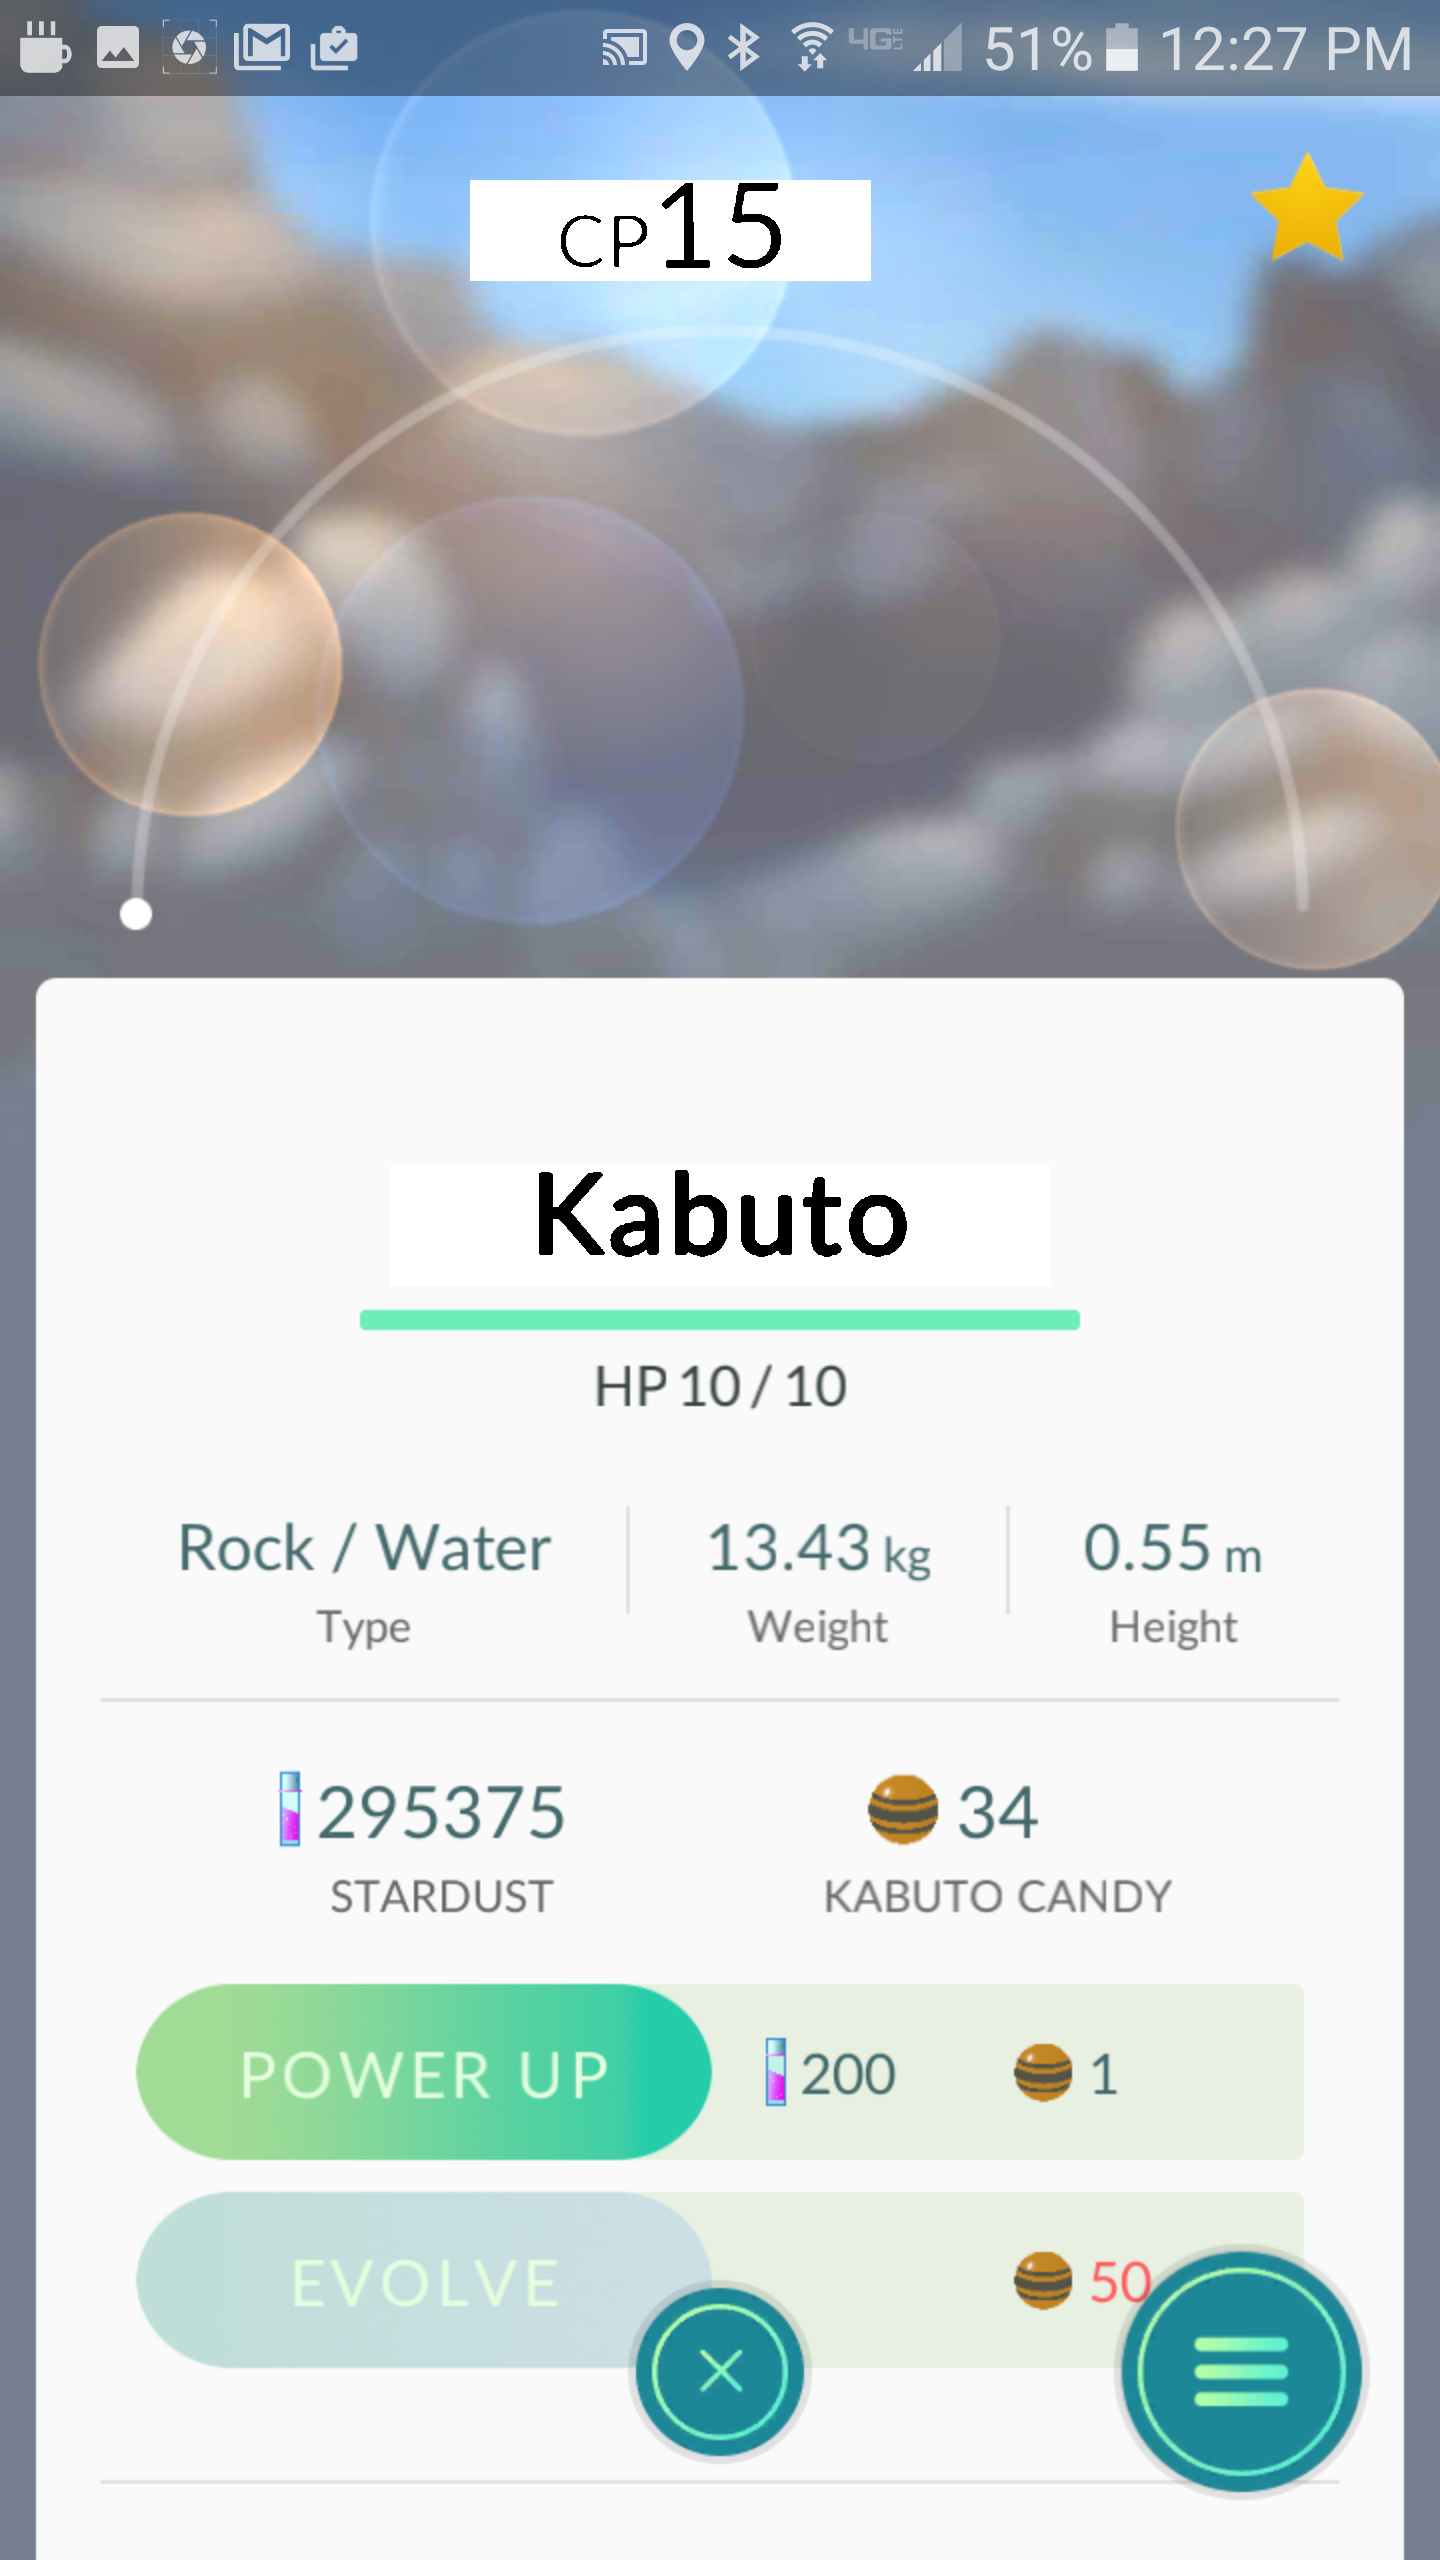 4G LTE 51% 12:27 PM
CP15
Kabuto
HP 10 / 10
Rock / Water 13.43 kg 0.55 m
Type Weight Height
295375 34
STARDUST KABUTO CANDY
POWER UP 200 1
EVOLVE 50